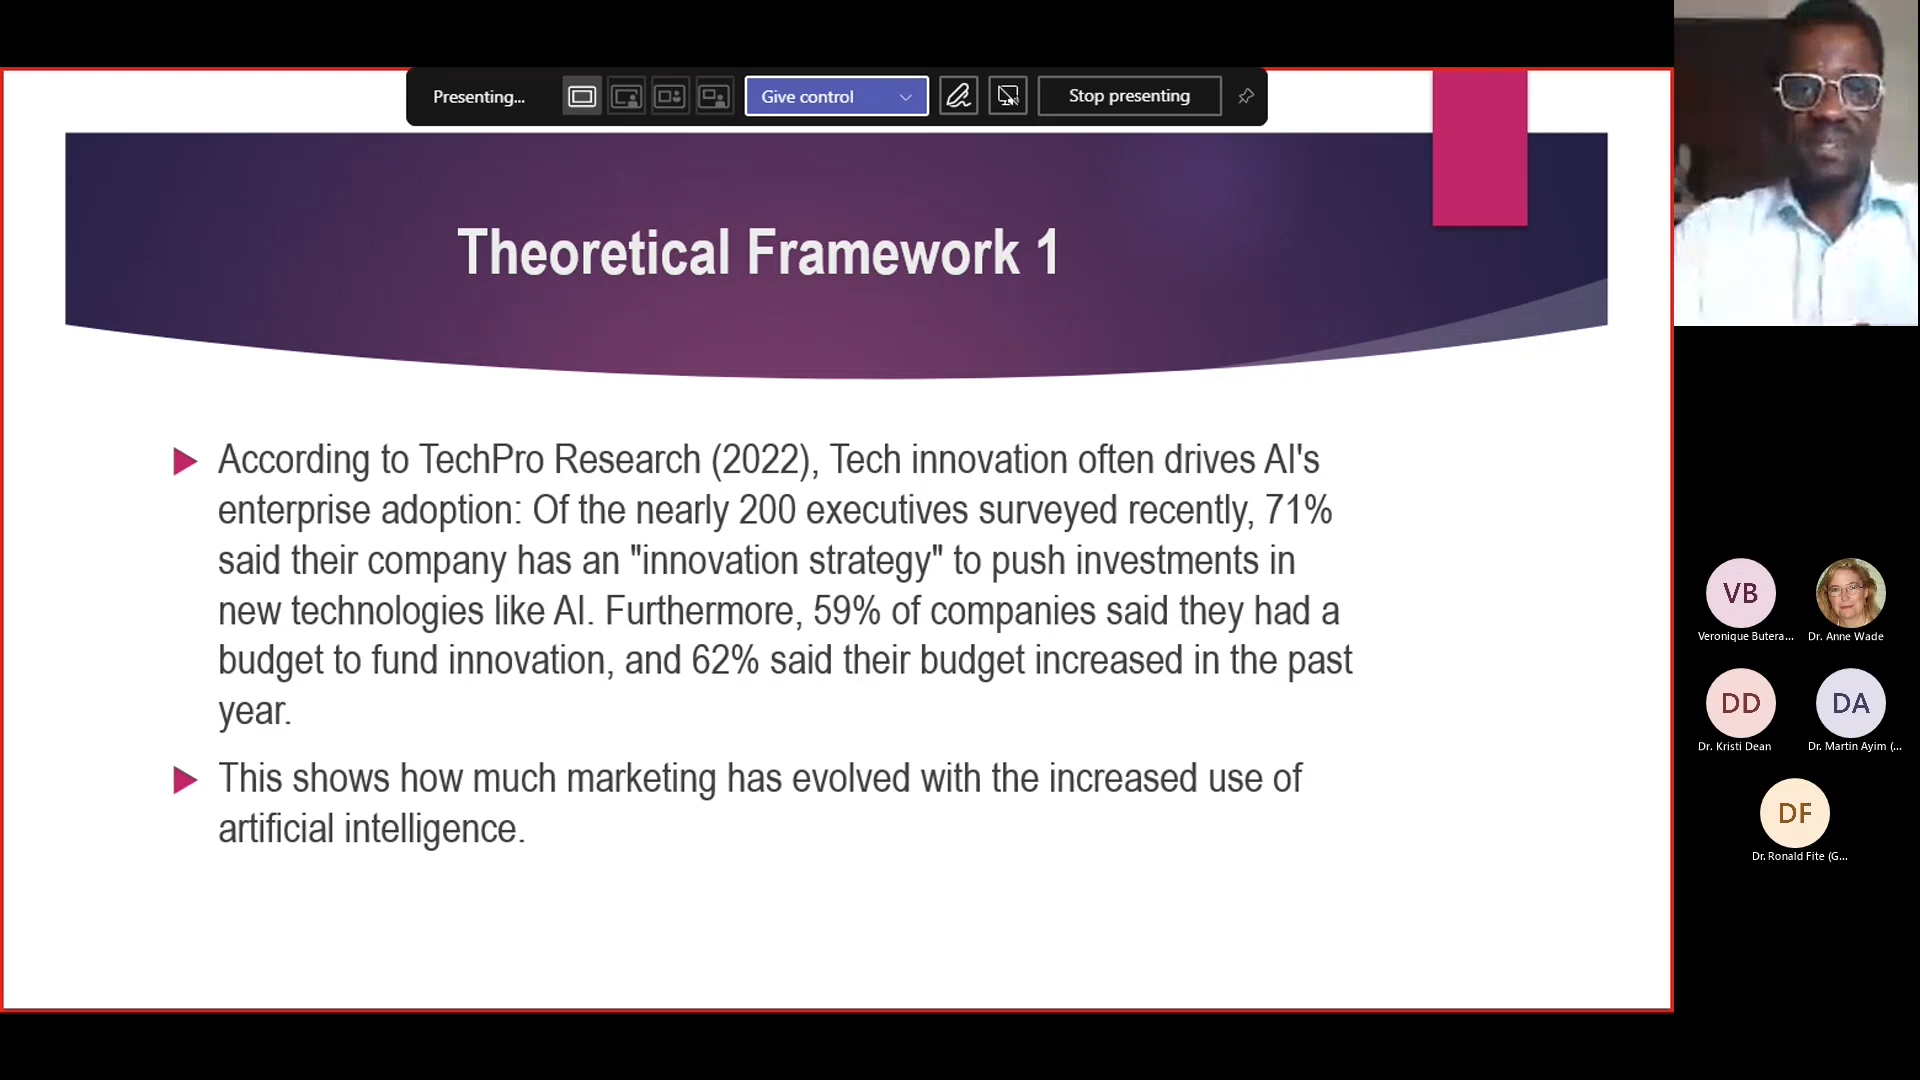 Presenting...
Give control
Stop presenting
Theoretical Framework 1
According to TechPro Research (2022), Tech innovation often drives AI's
enterprise adoption: Of the nearly 200 executives surveyed recently, 71%
said their company has an "innovation strategy" to push investments in
new technologies like AI. Furthermore, 59% of companies said they had a
budget to fund innovation, and 62% said their budget increased in the past
year.
This shows how much marketing has evolved with the increased use of
artificial intelligence.
VB
Veronique Butera...
Dr. Anne Wade
DD
Dr. Kristi Dean
DA
Dr. Martin Ayim (...
DF
Dr. Ronald Fite (G...